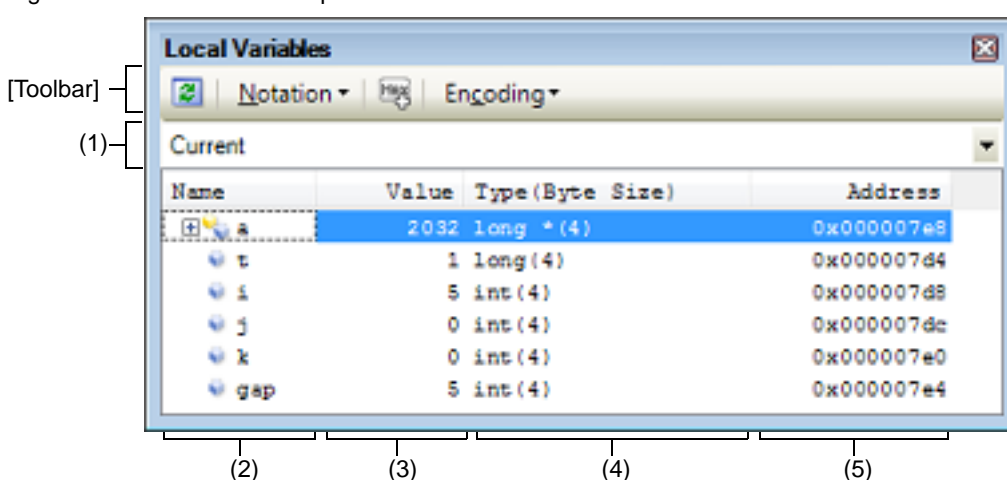 Local Variables
[Toolbar]
Notation
Hex
Encoding
(1)
Current
Name Value Type(Byte Size) Address
a 2032 long *(4) 0x000007e8
t 1 long(4) 0x000007d4
i 5 int(4) 0x000007d8
j 0 int(4) 0x000007dc
k 0 int(4) 0x000007e0
gap 5 int(4) 0x000007e4
(2) (3) (4) (5)